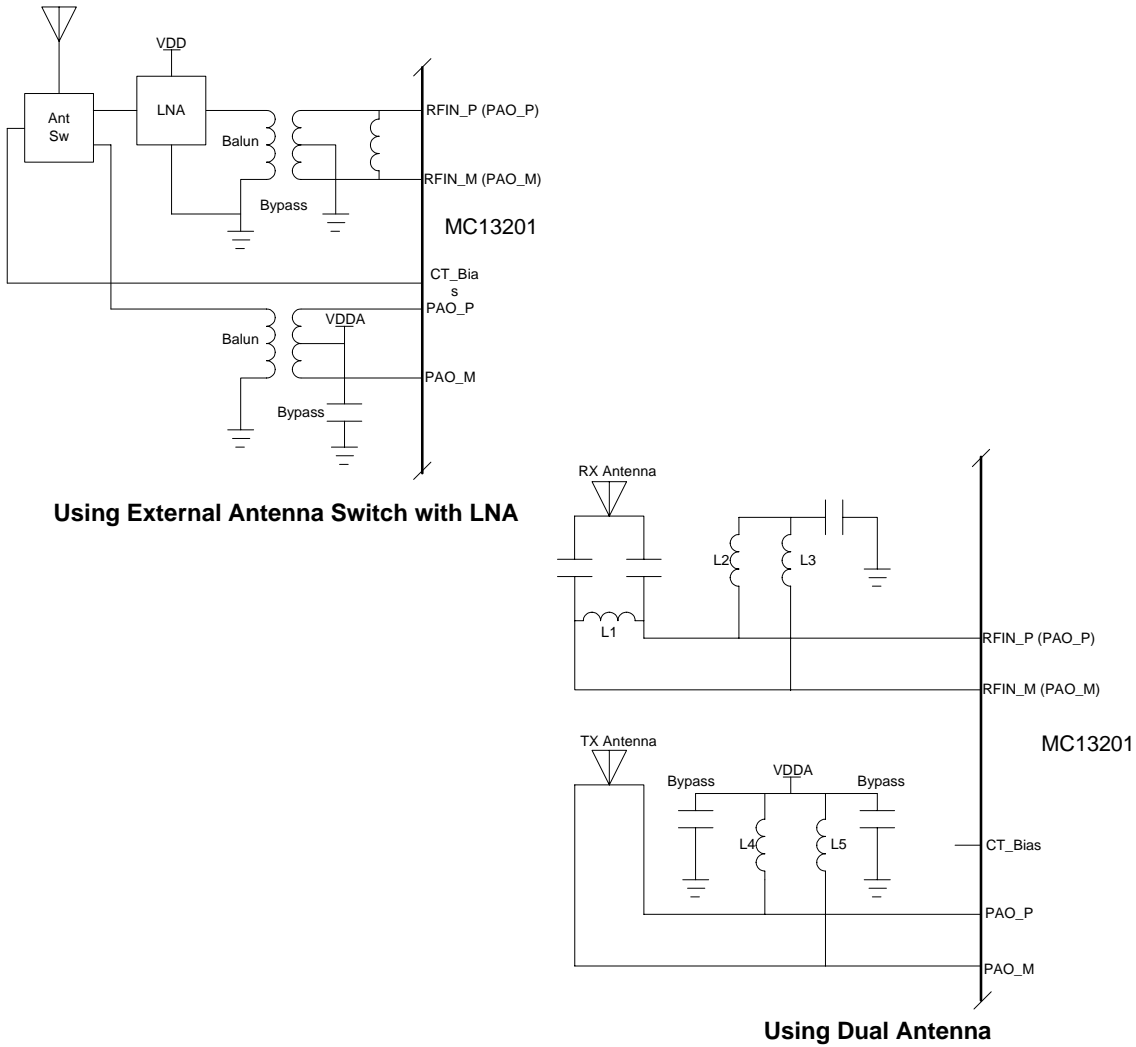 VDD
LNA
Ant
Sw
RFIN_P (PAO_P)
Balun
RFIN_M (PAO_M)
Bypass
MC13201
CT_Bia
s
PAO_P
VDDA
Balun
PAO_M
Bypass
Using External Antenna Switch with LNA
RX Antenna
L2
L3
L1
RFIN_P (PAO_P)
RFIN_M (PAO_M)
MC13201
TX Antenna
Bypass
VDDA
Bypass
L4
L5
CT_Bias
PAO_P
PAO_M
Using Dual Antenna